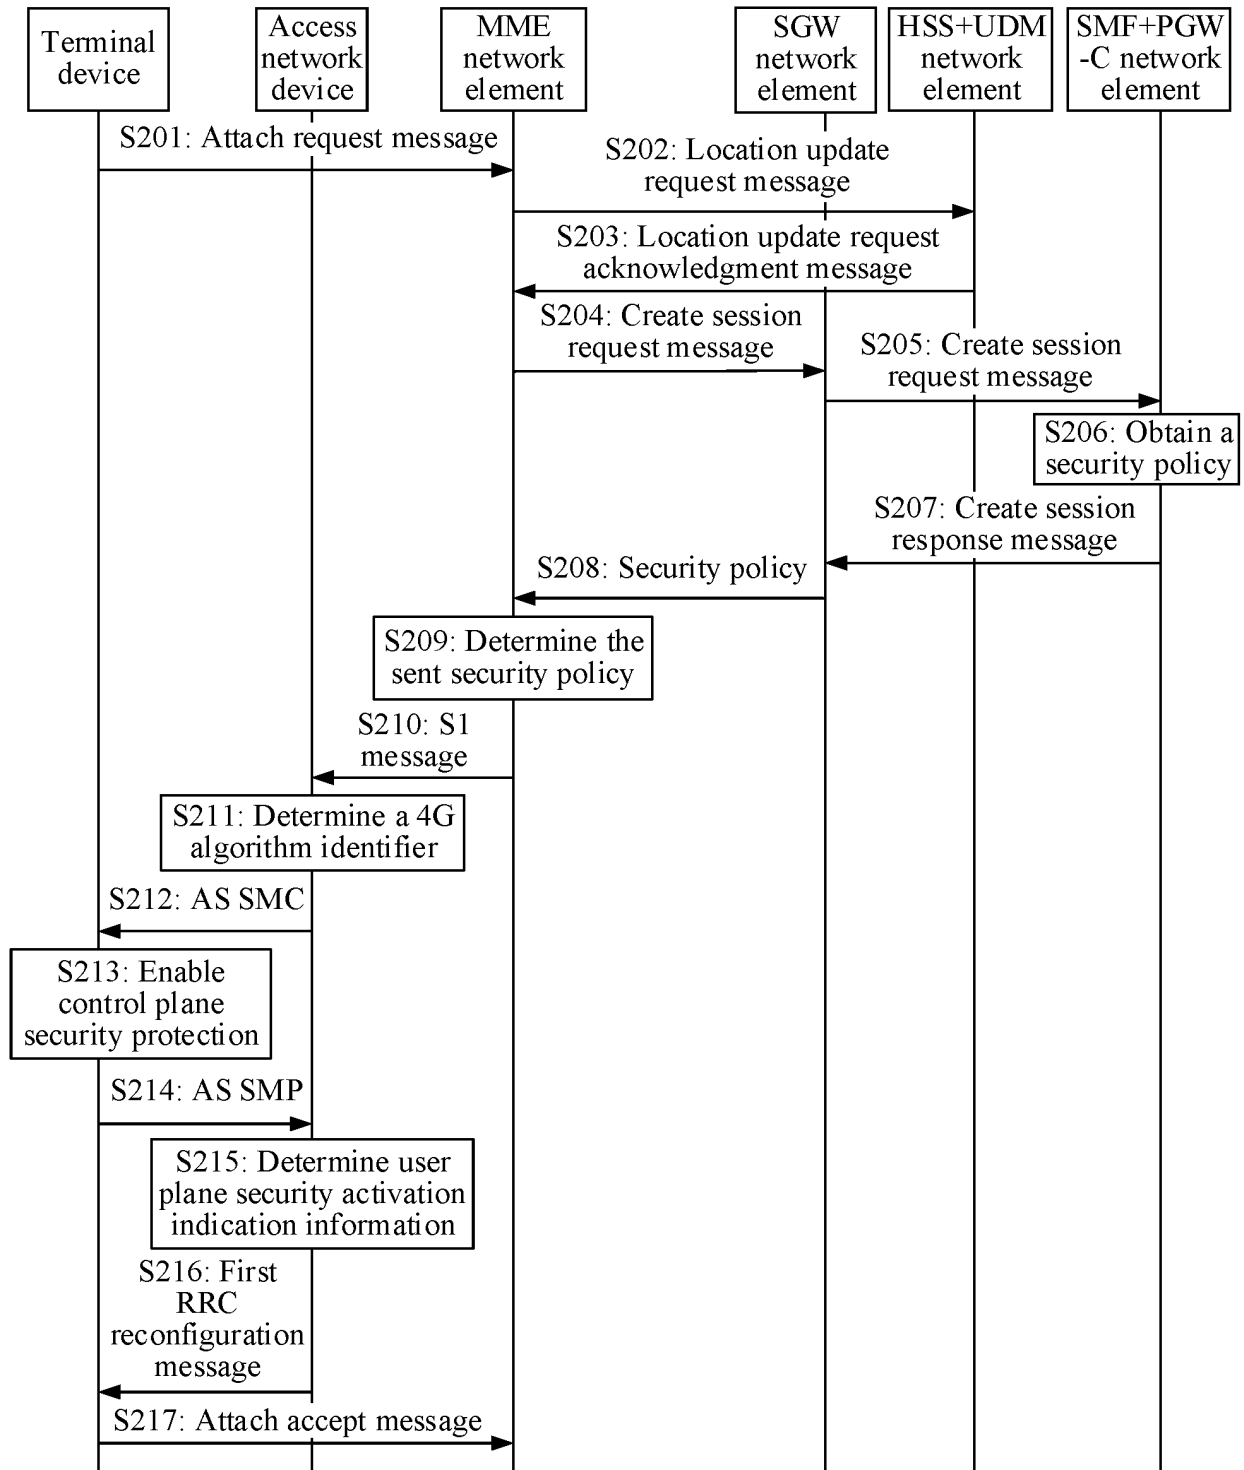 Terminal
device
Access
network
device
MME
network
element
SGW
network
element
HSS+UDM
network
element
SMF+PGW
-C network
element
S201: Attach request message
S202: Location update
request message
S203: Location update request
acknowledgment message
S204: Create session
request message
S205: Create session
request message
S206: Obtain a
security policy
S207: Create session
response message
S208: Security policy
S209: Determine the
sent security policy
S210: S1
message
S211: Determine a 4G
algorithm identifier
S212: AS SMC
S213: Enable
control plane
security protection
S214: AS SMP
S215: Determine user
plane security activation
indication information
S216: First
RRC
reconfiguration
message
S217: Attach accept message